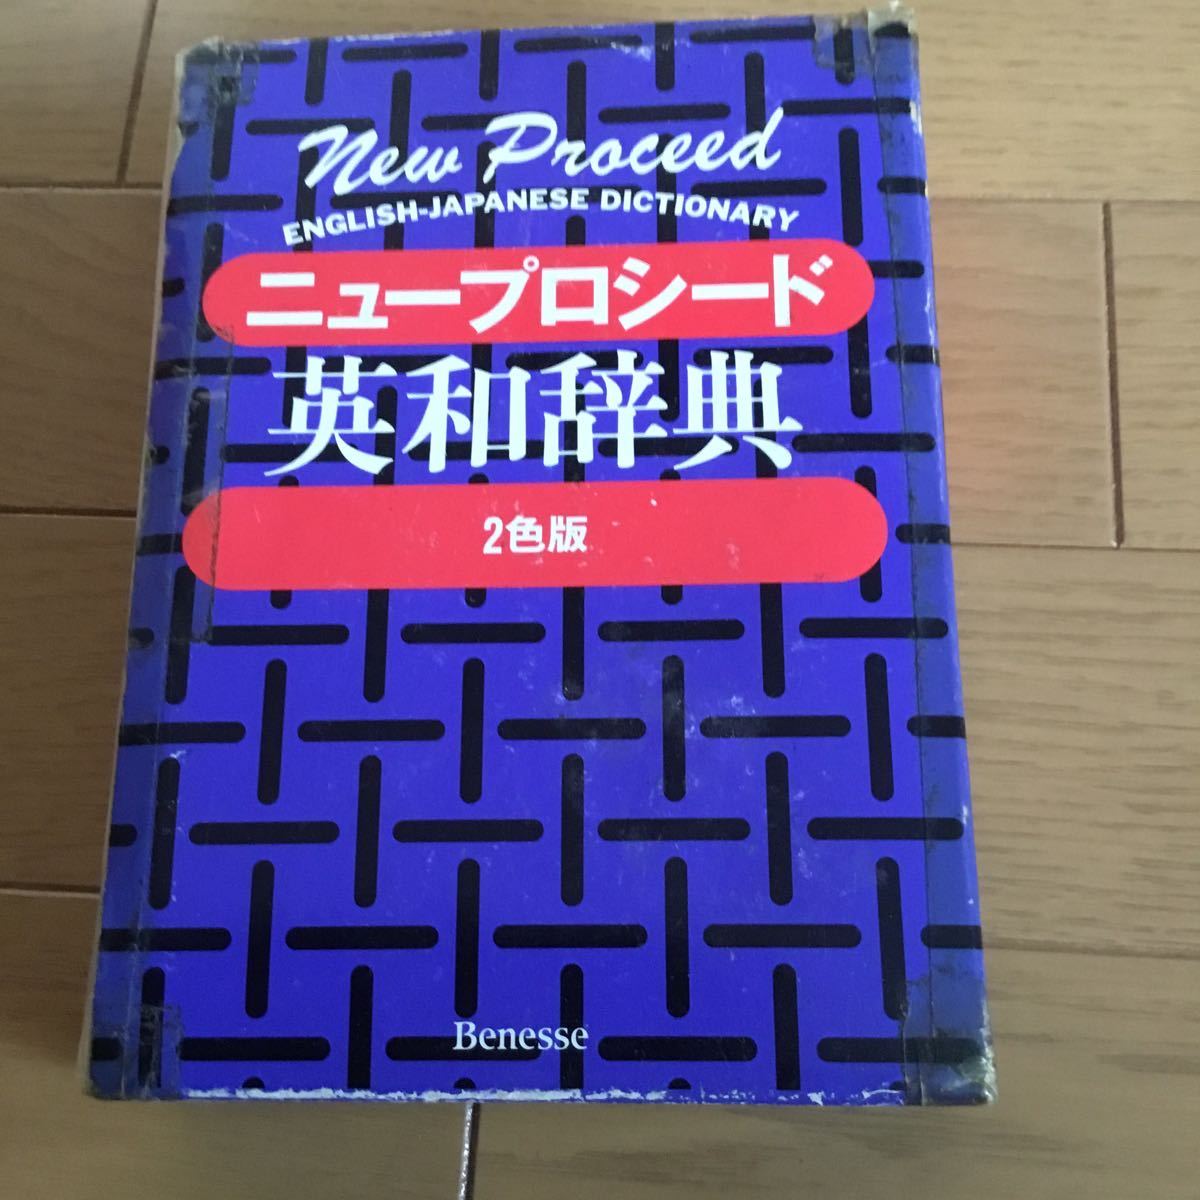 New Proceed
ENGLISH-JAPANESE DICTIONARY
ニュープロシード
英和辞典
2色版
Benesse